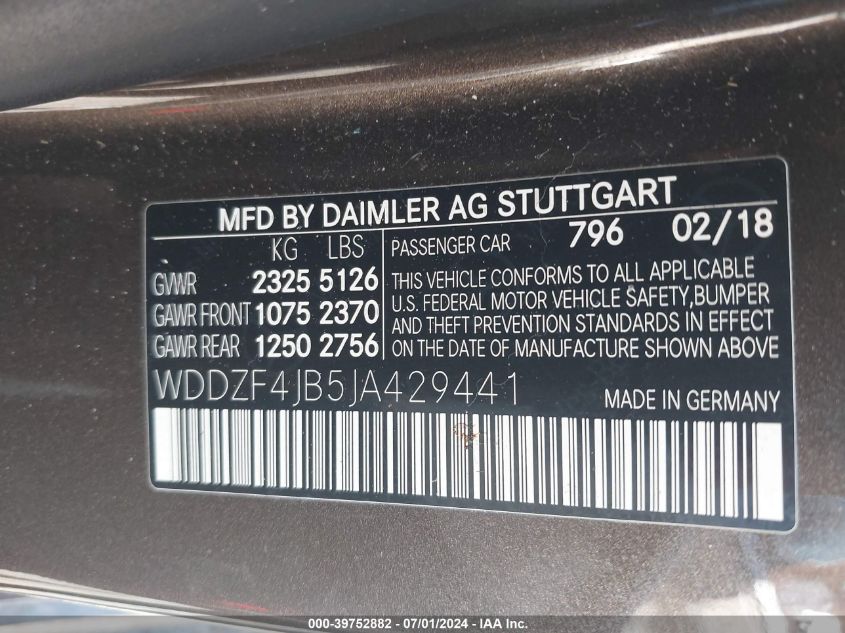 MFD BY DAIMLER AG STUTTGART
KG LBS PASSENGER CAR 796 02/18
GVWR 2325 5126 THIS VEHICLE CONFORMS TO ALL APPLICABLE
GAWR FRONT 1075 2370 U.S. FEDERAL MOTOR VEHICLE SAFETY, BUMPER
AND THEFT PREVENTION STANDARDS IN EFFECT
GAWR REAR 1250 2756 ON THE DATE OF MANUFACTURE SHOWN ABOVE
WDDZF4JB5JA429441 MADE IN GERMANY
000-39752882 - 07/01/2024 - IAA Inc.